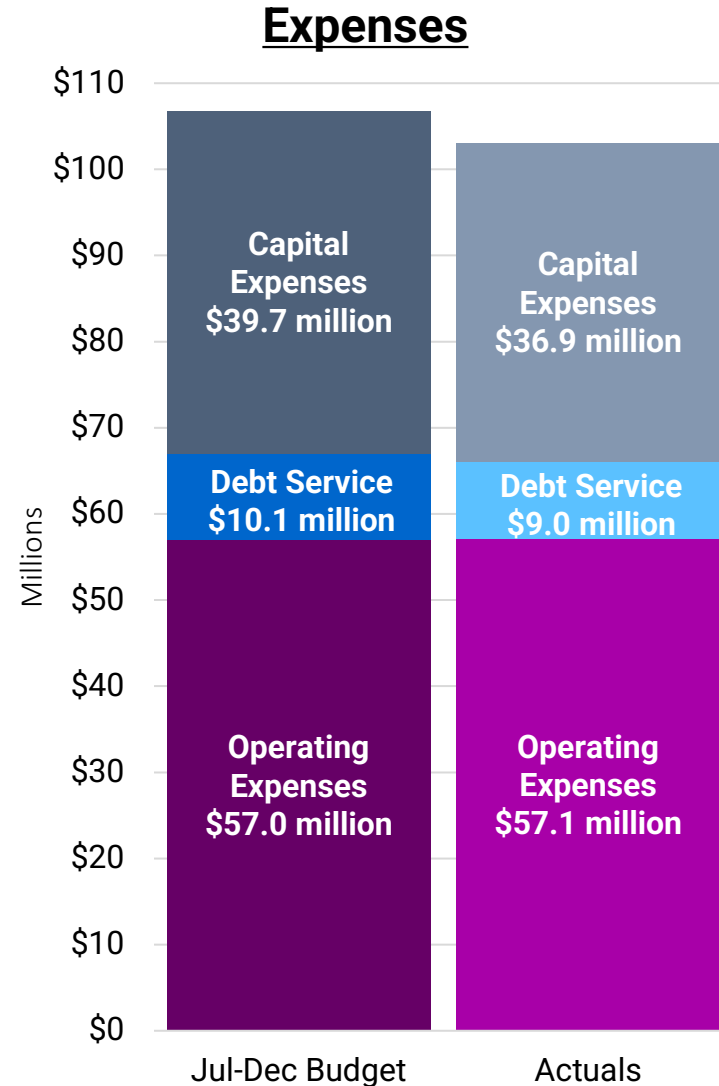 Expenses
$110
$100
$90
$80
$70
$60
$50
$40
$30
$20
$10
$0
Millions
Capital
Expenses
$39.7 million
Debt Service
$10.1 million
Operating
Expenses
$57.0 million
Capital
Expenses
$36.9 million
Debt Service
$9.0 million
Operating
Expenses
$57.1 million
Jul-Dec Budget
Actuals